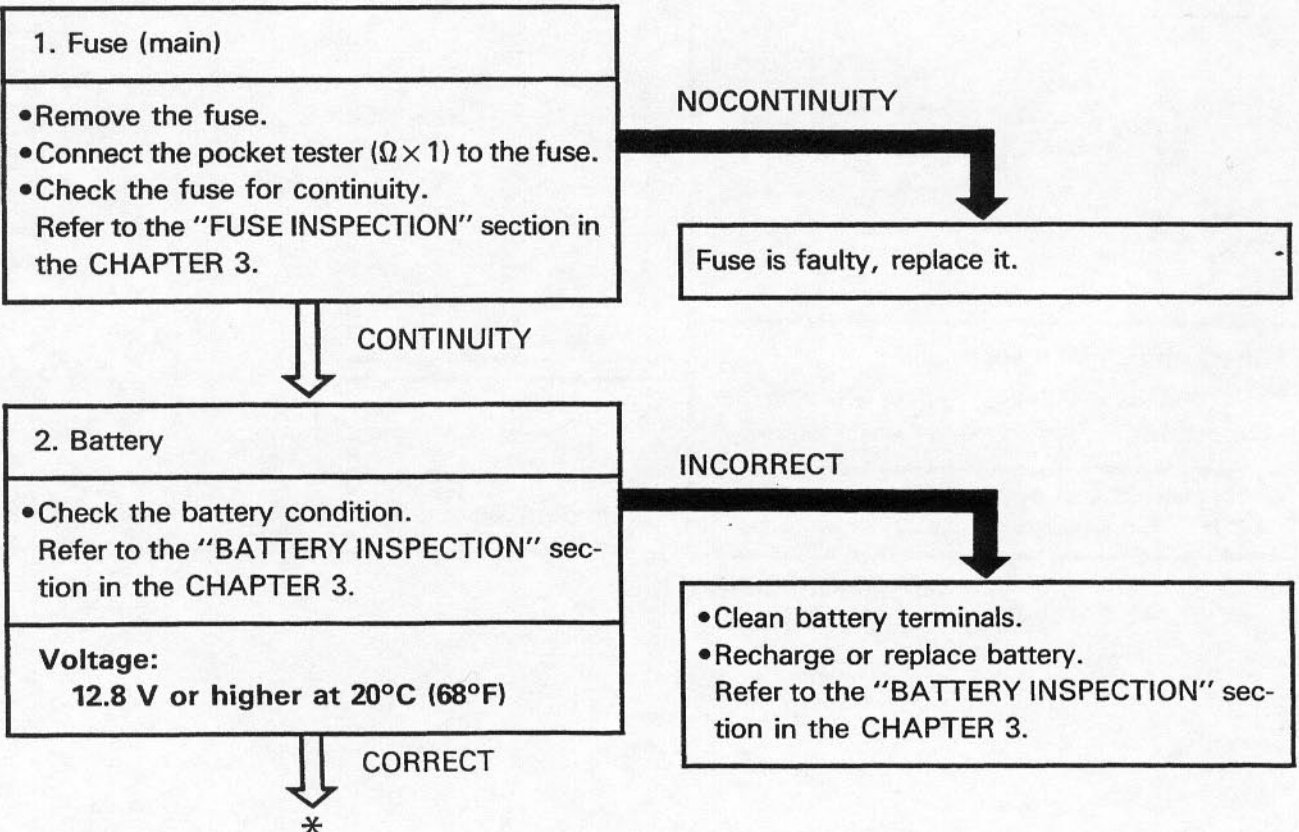 1. Fuse (main)
•Remove the fuse.
•Connect the pocket tester (Ω × 1) to the fuse.
•Check the fuse for continuity.
Refer to the "FUSE INSPECTION" section in
the CHAPTER 3.
NOCONTINUITY
Fuse is faulty, replace it.
CONTINUITY
2. Battery
•Check the battery condition.
Refer to the "BATTERY INSPECTION" sec-
tion in the CHAPTER 3.
Voltage:
12.8 V or higher at 20°C (68°F)
INCORRECT
•Clean battery terminals.
•Recharge or replace battery.
Refer to the "BATTERY INSPECTION" sec-
tion in the CHAPTER 3.
CORRECT
*